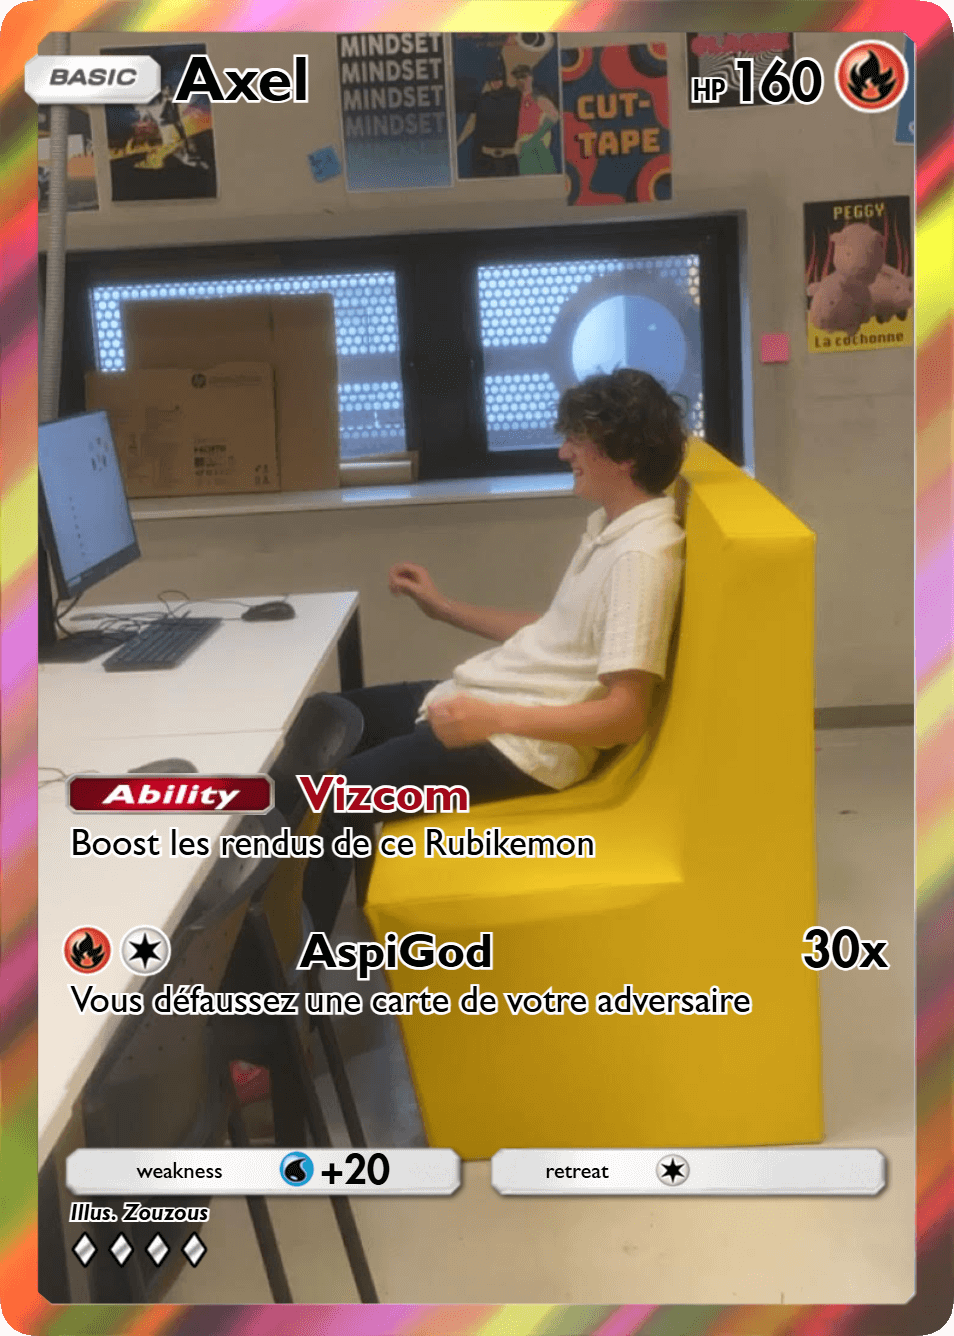 BASIC
Axel
HP 160
MINDSET
MINDSET
MINDSET
MINDSET
CUT-
TAPE
PEGGY
La cochonne
hp
Ability
Vizcom
Boost les rendus de ce Rubikemon
AspiGod
30x
Vous défaussez une carte de votre adversaire
weakness
+20
retreat
Illus. Zouzous